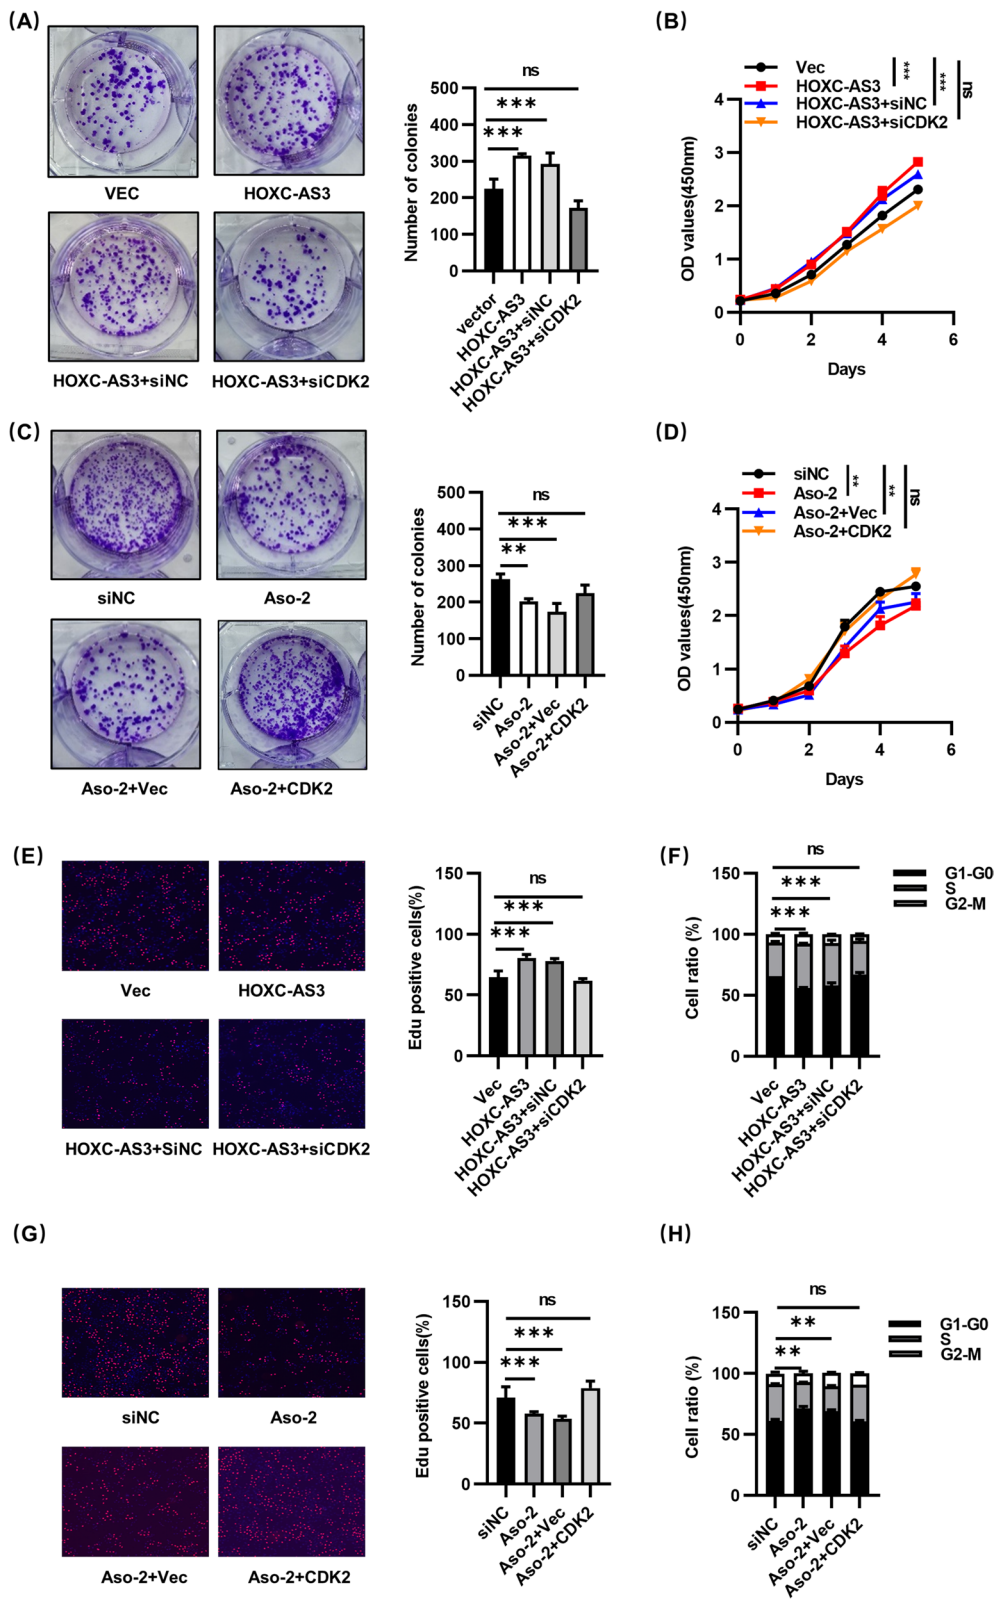 (A)
VEC
HOXC-AS3
HOXC-AS3+siNC
HOXC-AS3+siCDK2
Number of colonies
500
400
300
200
100
0
ns
***
***
vector
HOXC-AS3
HOXC-AS3+siNC
HOXC-AS3+siCDK2
(B)
Vec
HOXC-AS3
HOXC-AS3+siNC
HOXC-AS3+siCDK2
***
***
ns
OD values(450nm)
4
3
2
1
0
0 2 4 6
Days
(C)
siNC
Aso-2
Aso-2+Vec
Aso-2+CDK2
Number of colonies
500
400
300
200
100
0
ns
***
**
siNC
Aso-2
Aso-2+Vec
Aso-2+CDK2
(D)
siNC
Aso-2
Aso-2+Vec
Aso-2+CDK2
**
**
ns
OD values(450nm)
4
3
2
1
0
0 2 4 6
Days
(E)
Vec
HOXC-AS3
HOXC-AS3+SiNC
HOXC-AS3+siCDK2
Edu positive cells(%)
150
100
50
0
ns
***
***
Vec
HOXC-AS3
HOXC-AS3+siNC
HOXC-AS3+siCDK2
(F)
G1-G0
S
G2-M
Cell ratio (%)
150
100
50
0
ns
***
***
Vec
HOXC-AS3
HOXC-AS3+siNC
HOXC-AS3+siCDK2
(G)
siNC
Aso-2
Aso-2+Vec
Aso-2+CDK2
Edu positive cells(%)
150
100
50
0
ns
***
***
siNC
Aso-2
Aso-2+Vec
Aso-2+CDK2
(H)
G1-G0
S
G2-M
Cell ratio (%)
150
100
50
0
ns
**
**
siNC
Aso-2
Aso-2+Vec
Aso-2+CDK2